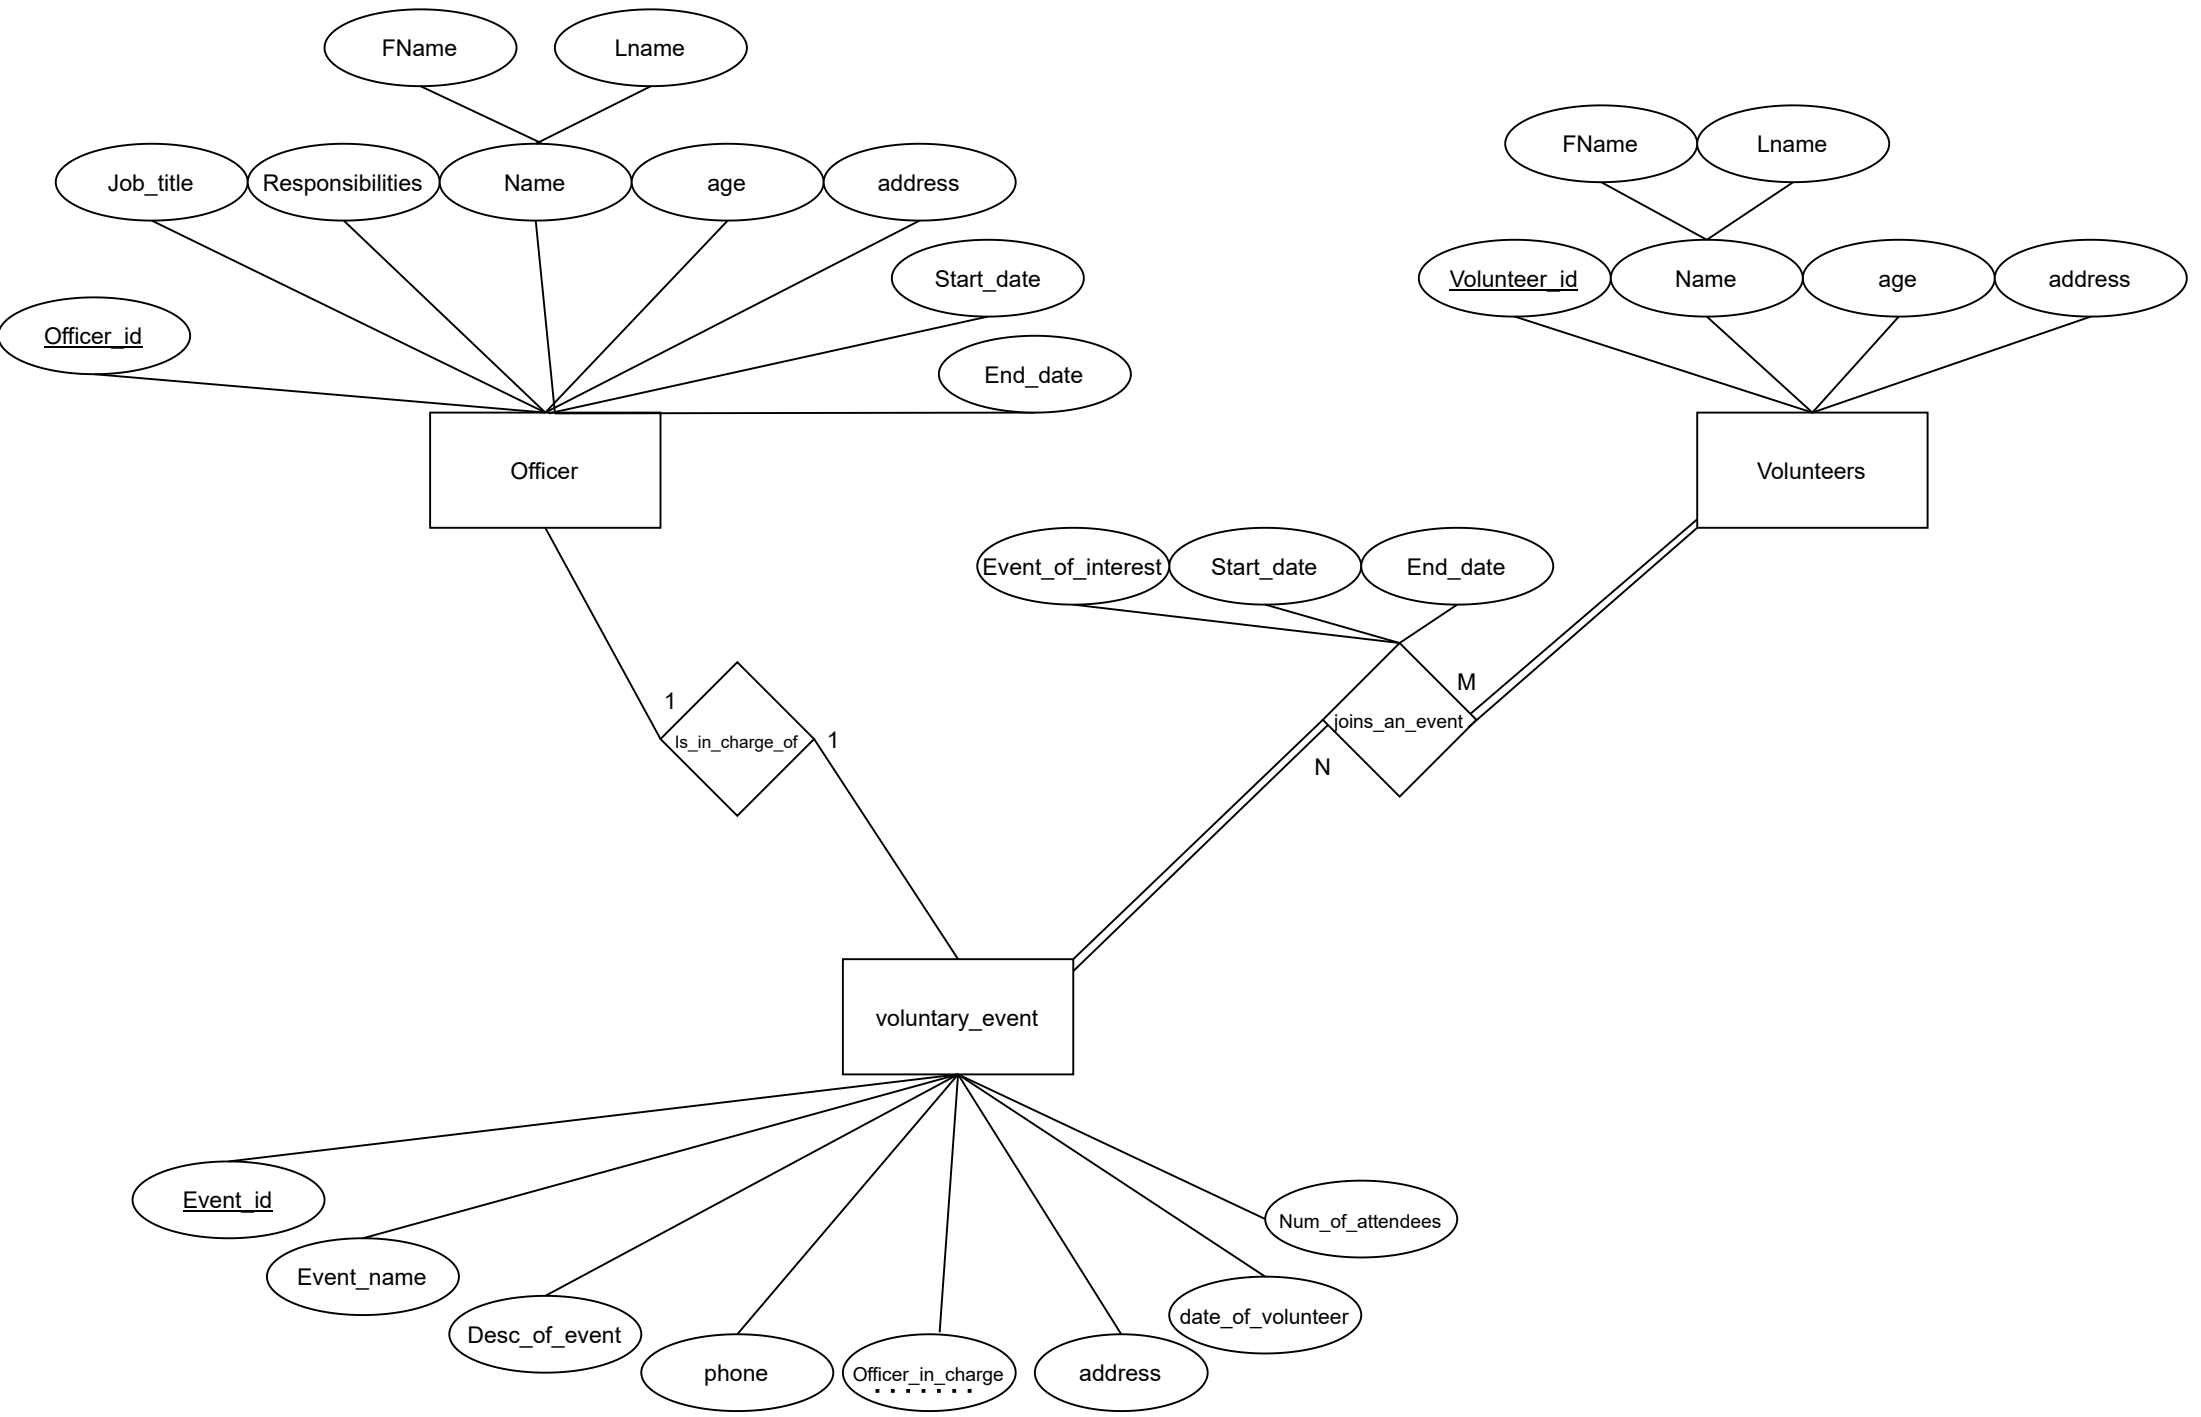 FName
Lname
FName
Lname
Job_title
Responsibilities
Name
age
address
Start_date
Volunteer_id
Name
age
address
Officer_id
End_date
Officer
Volunteers
Event_of_interest
Start_date
End_date
M
1
Is_in_charge_of
1
joins_an_event
N
voluntary_event
Event_id
Num_of_attendees
Event_name
date_of_volunteer
Desc_of_event
phone
Officer_in_charge
address